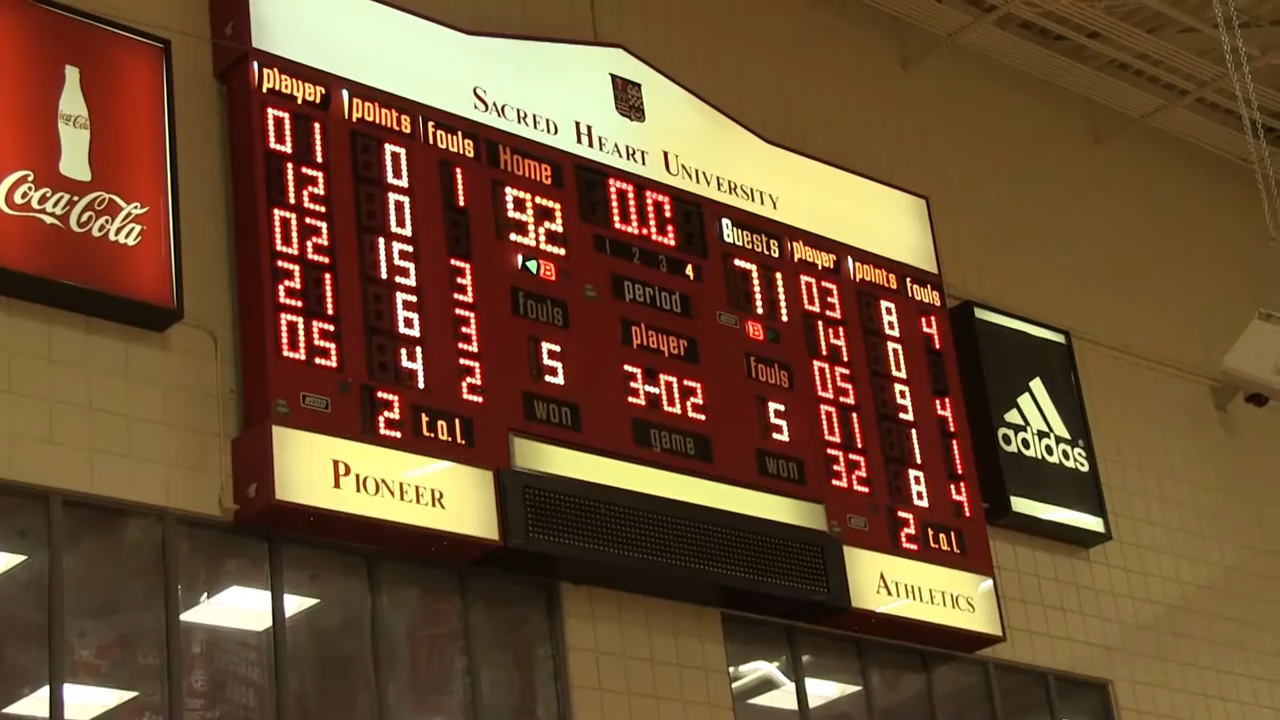 Coca-Cola
Coca-Cola
SACRED HEART UNIVERSITY
player points fouls
01 0 1
12 0
02 15 3
21 6 3
05 4 2
2 t.o.l.
Home
92
B
fouls
5
won
0.0
1 2 3 4
period
player
3-02
game
Guests
71
B
fouls
5
won
player points fouls
03 8 4
14 0
05 9 4
01 1 1
32 8 4
2 t.o.l.
PIONEER
ATHLETICS
adidas